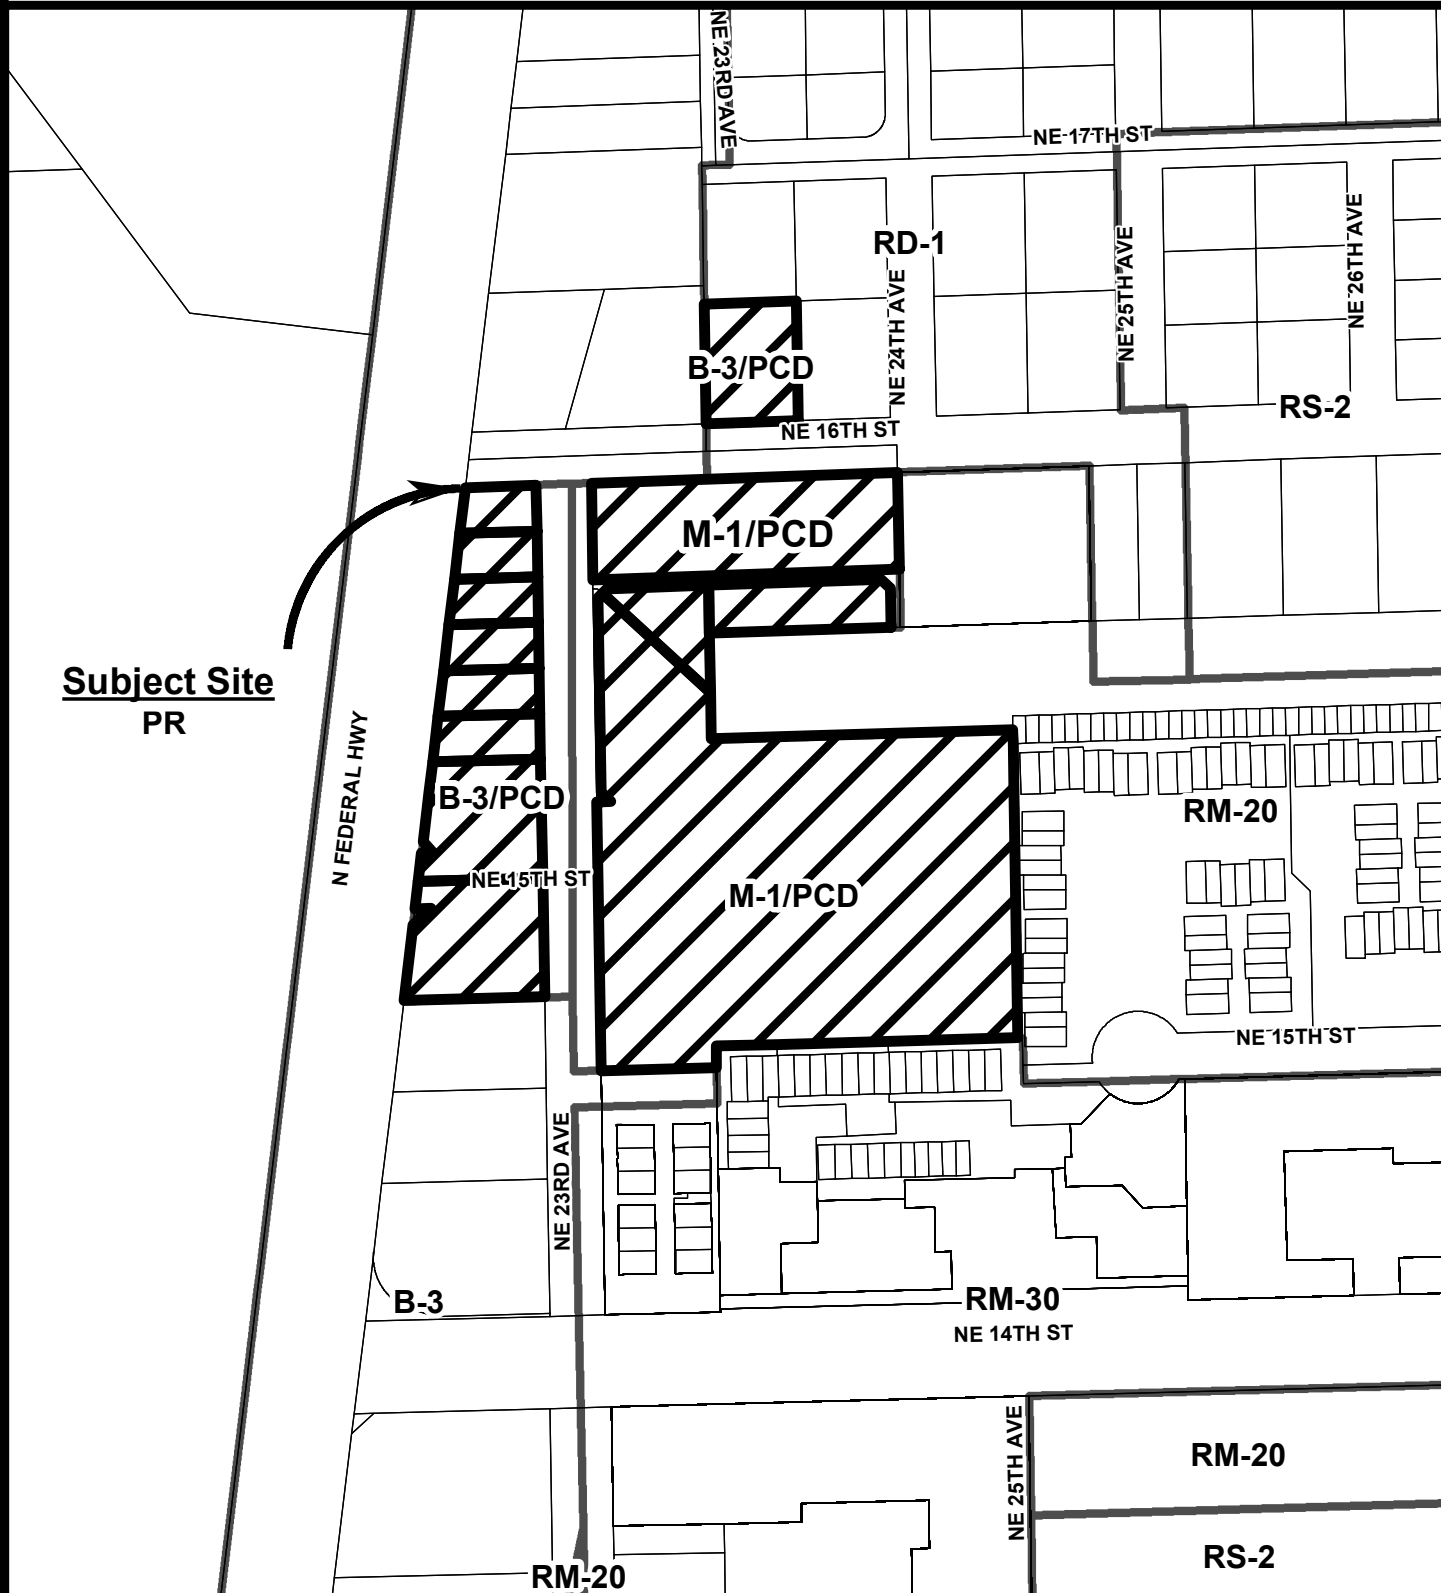 NE 23RD AVE
NE 17TH ST
RD-1
NE 24TH AVE
NE 25TH AVE
NE 26TH AVE
B-3/PCD
RS-2
NE 16TH ST
M-1/PCD
Subject Site
PR
N FEDERAL HWY
B-3/PCD
NE 15TH ST
M-1/PCD
RM-20
NE 15TH ST
NE 23RD AVE
B-3
RM-30
NE 14TH ST
NE 25TH AVE
RM-20
RS-2
RM-20